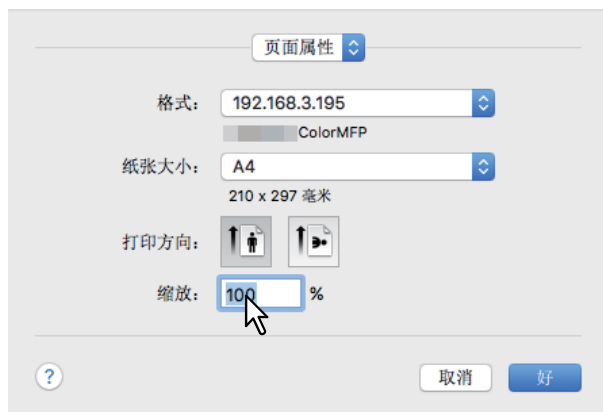 页面属性
格式： 192.168.3.195
ColorMFP
纸张大小： A4
210 x 297 毫米
打印方向：
缩放： 100 %
?
取消 好